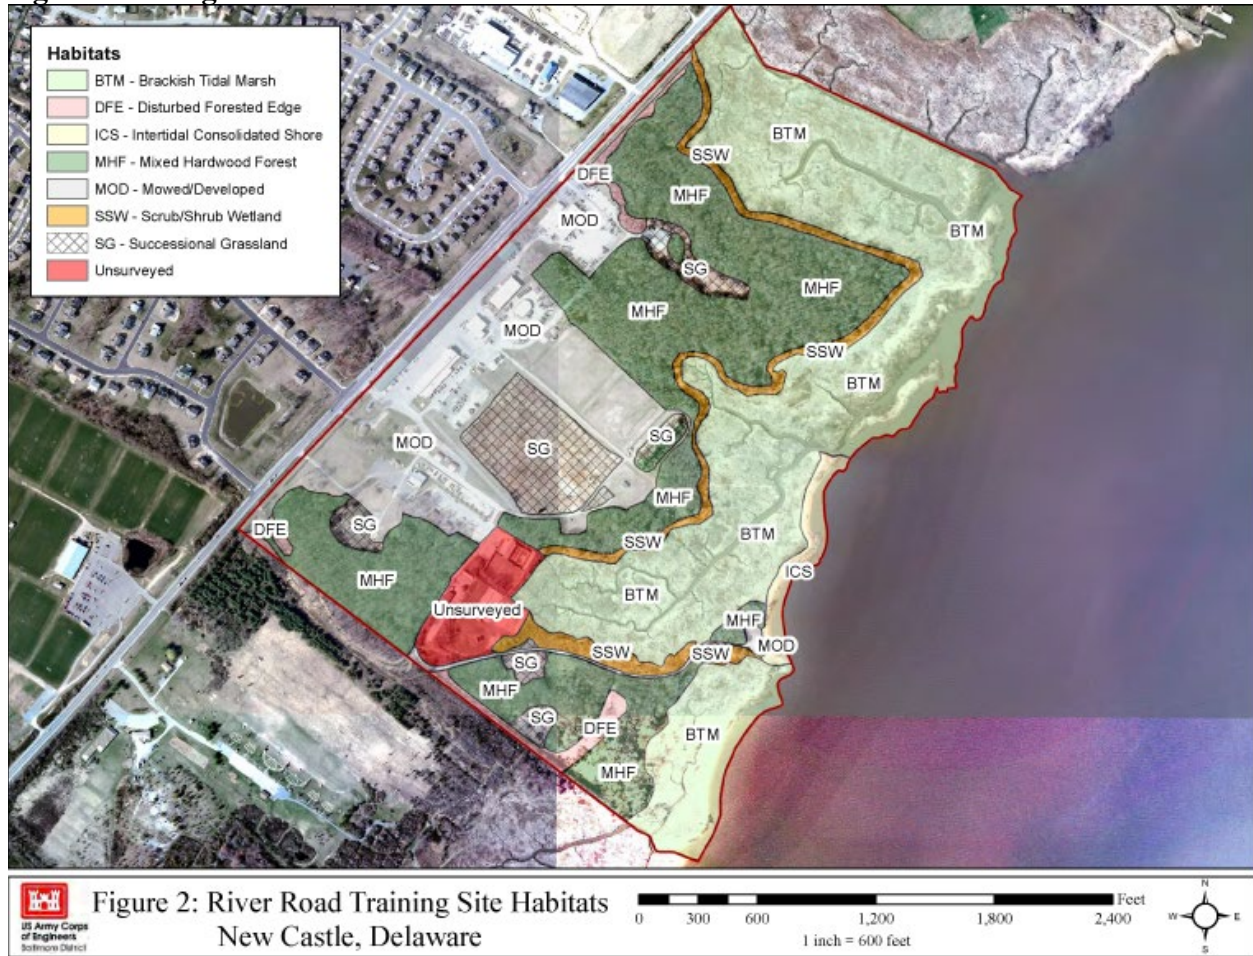 Habitats
BTM - Brackish Tidal Marsh
DFE - Disturbed Forested Edge
ICS - Intertidal Consolidated Shore
MHF - Mixed Hardwood Forest
MOD - Mowed/Developed
SSW - Scrub/Shrub Wetland
SG - Successional Grassland
Unsurveyed
BTM
SSW
DFE
MHF
MOD
BTM
SG
MHF
MHF
MOD
SSW
BTM
SG
MOD
SG
MHF
SG
DFE
BTM
SSW
ICS
MHF
BTM
Unsurveyed
MHF
MOD
SSW
SSW
SG
MHF
SG
DFE
BTM
MHF
US Army Corps
of Engineers
Baltimore District
Figure 2: River Road Training Site Habitats
New Castle, Delaware
Feet
0 300 600 1,200 1,800 2,400
1 inch = 600 feet
N
W E
S